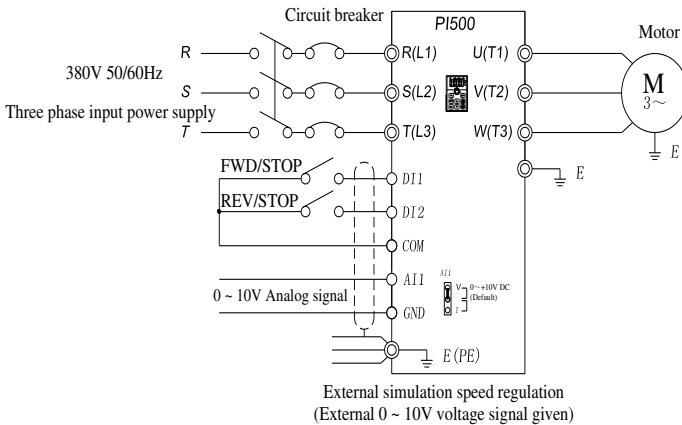 Circuit breaker
PI500
Motor
R
R(L1)
U(T1)
380V 50/60Hz
S
S(L2)
V(T2)
M
3~
Three phase input power supply
T
T(L3)
W(T3)
E
FWD/STOP
DI1
E
REV/STOP
DI2
COM
AI1
AI1
V
0~+10V DC
(Default)
I
0 ~ 10V Analog signal
GND
E(PE)
External simulation speed regulation
(External 0 ~ 10V voltage signal given)